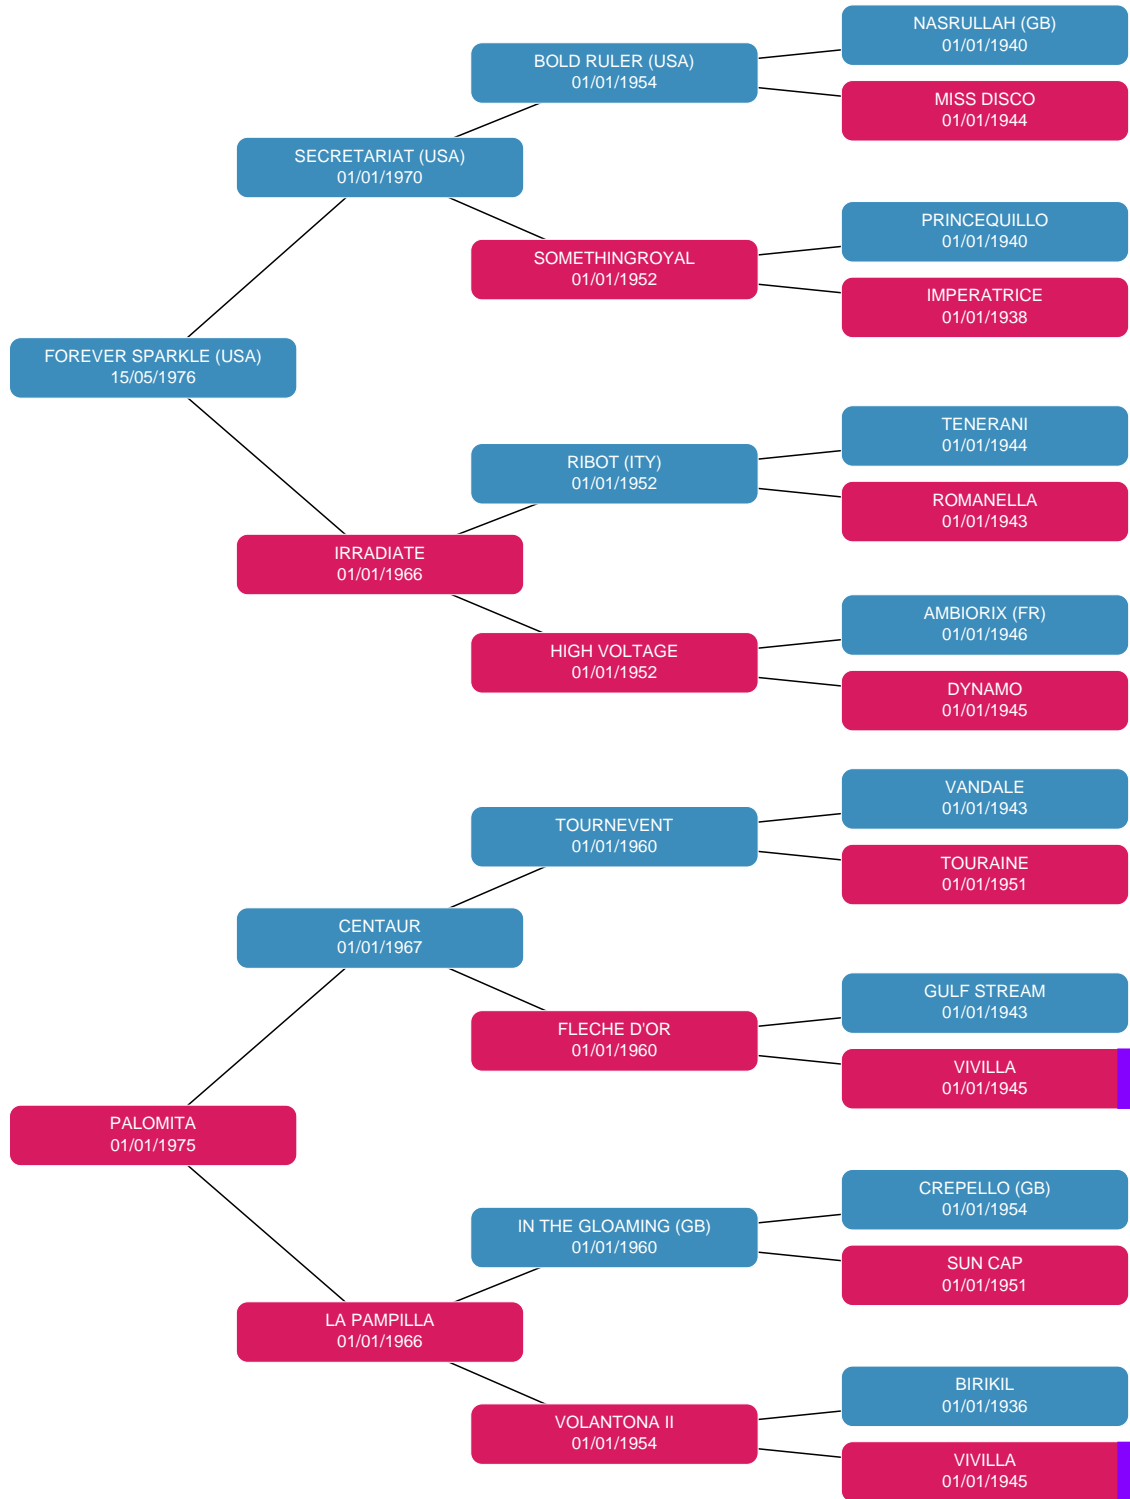 NASRULLAH (GB)
01/01/1940
BOLD RULER (USA)
01/01/1954
MISS DISCO
01/01/1944
SECRETARIAT (USA)
01/01/1970
PRINCEQUILLO
01/01/1940
SOMETHINGROYAL
01/01/1952
IMPERATRICE
01/01/1938
FOREVER SPARKLE (USA)
15/05/1976
TENERANI
01/01/1944
RIBOT (ITY)
01/01/1952
ROMANELLA
01/01/1943
IRRADIATE
01/01/1966
AMBIORIX (FR)
01/01/1946
HIGH VOLTAGE
01/01/1952
DYNAMO
01/01/1945
VANDALE
01/01/1943
TOURNEVENT
01/01/1960
TOURAINE
01/01/1951
CENTAUR
01/01/1967
GULF STREAM
01/01/1943
FLECHE D'OR
01/01/1960
VIVILLA
01/01/1945
PALOMITA
01/01/1975
CREPELLO (GB)
01/01/1954
IN THE GLOAMING (GB)
01/01/1960
SUN CAP
01/01/1951
LA PAMPILLA
01/01/1966
BIRIKIL
01/01/1936
VOLANTONA II
01/01/1954
VIVILLA
01/01/1945